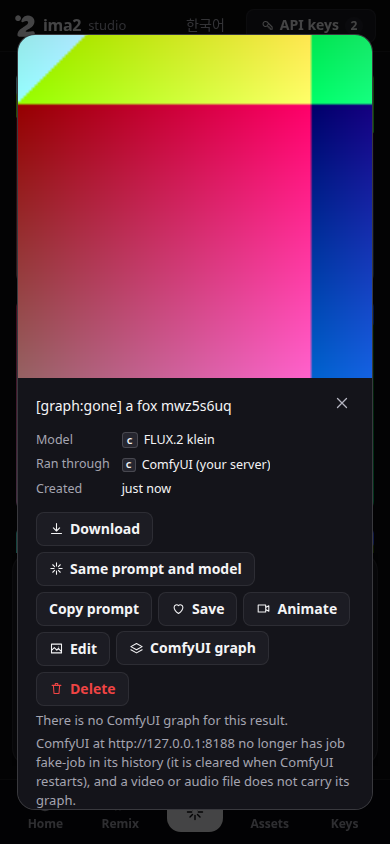 ima2 studio
한국어
API keys 2
[graph:gone] a fox mwz5s6uq
Model
c FLUX.2 klein
Ran through
c ComfyUI (your server)
Created
just now
Download
Same prompt and model
Copy prompt
Save
Animate
Edit
ComfyUI graph
Delete
There is no ComfyUI graph for this result.
ComfyUI at http://127.0.0.1:8188 no longer has job
fake-job in its history (it is cleared when ComfyUI
restarts), and a video or audio file does not carry its
graph.
Home
Remix
Assets
Keys